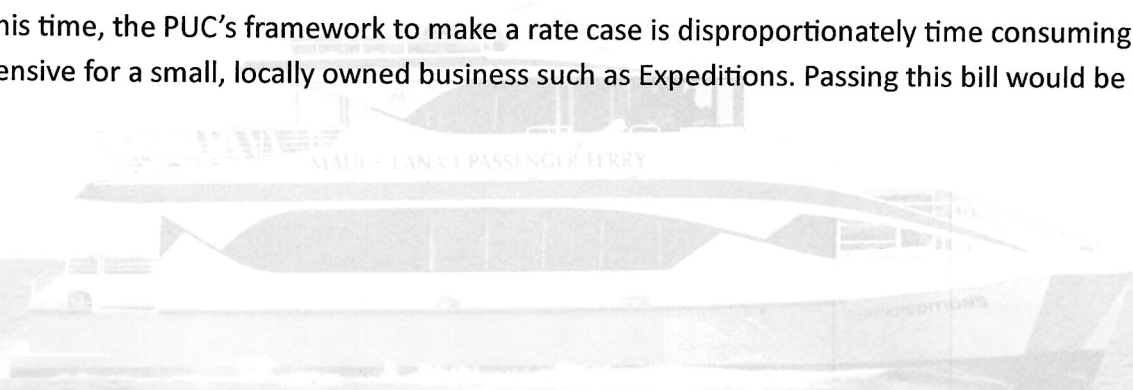 his time, the PUC’s framework to make a rate case is disproportionately time consuming
ensive for a small, locally owned business such as Expeditions. Passing this bill would be
MAUI - LANA'I PASSENGER FERRY
EXPEDITIONS